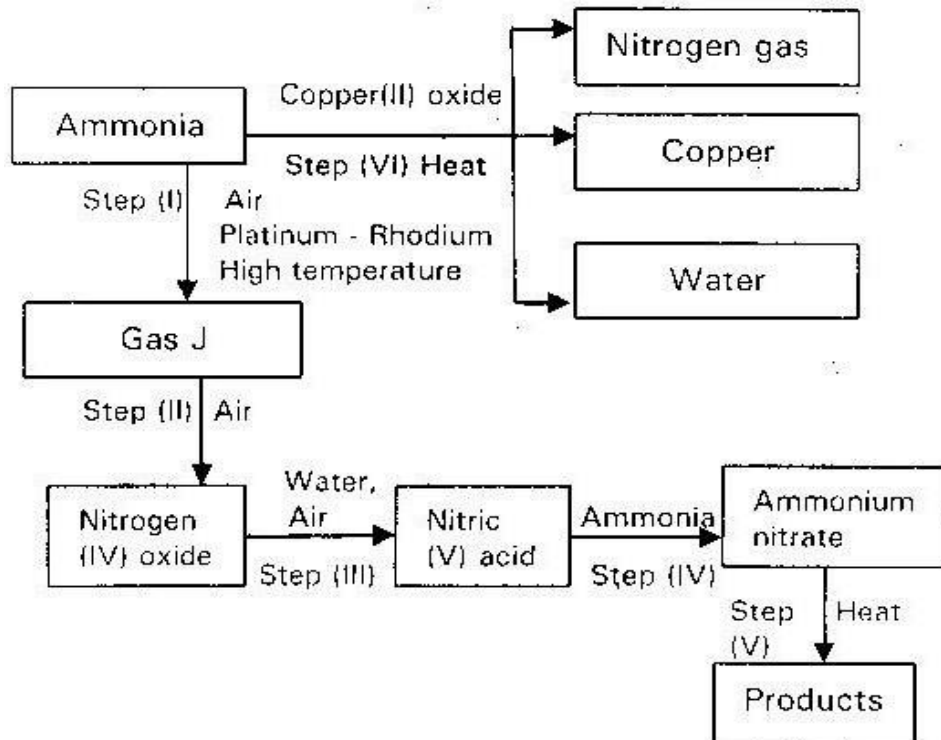 Nitrogen gas
Copper(II) oxide
Ammonia
Copper
Step (VI) Heat
Step (I)
Air
Platinum - Rhodium
High temperature
Water
Gas J
Step (II)
Air
Water,
Air
Nitrogen
(IV) oxide
Step (III)
Nitric
(V) acid
Ammonia
Step (IV)
Ammonium
nitrate
Step
(V)
Heat
Products